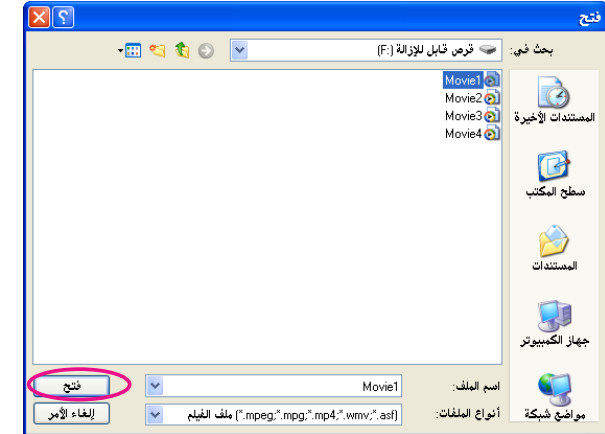 فتح
بحث في:
قرص قابل للإزالة (F:)
Movie1
Movie2
Movie3
Movie4
المستندات الأخيرة
سطح المكتب
المستندات
جهاز الكمبيوتر
مواضع شبكة
اسم الملف:
Movie1
فتح
أنواع الملفات:
ملف الفيلم (*.mpeg;*.mpg;*.mp4;*.wmv;*.asf)
إلغاء الأمر